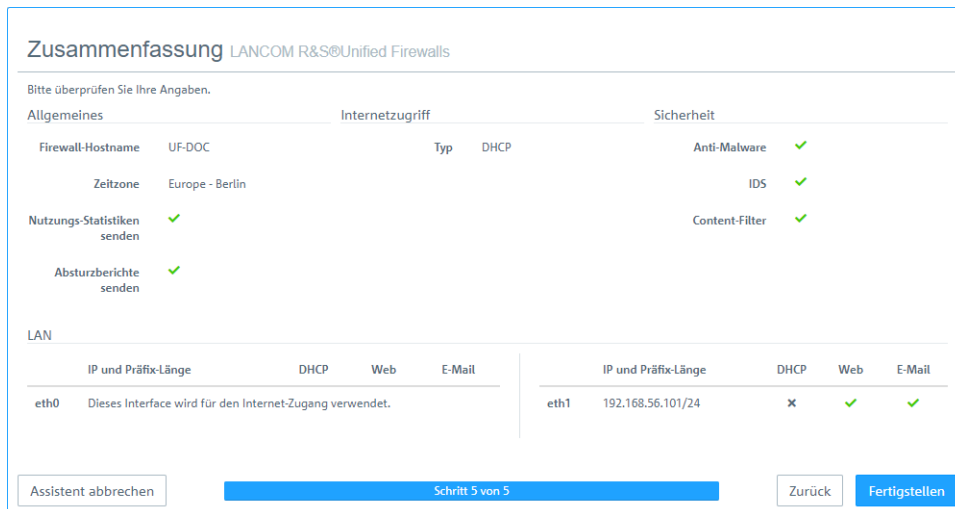 Zusammenfassung LANCOM R&S®Unified Firewalls
Bitte überprüfen Sie Ihre Angaben.
Allgemeines Internetzugriff Sicherheit
Firewall-Hostname UF-DOC Typ DHCP Anti-Malware
Zeitzone Europe - Berlin IDS
Nutzungs-Statistiken senden Content-Filter
Absturzberichte senden
LAN
IP und Präfix-Länge DHCP Web E-Mail IP und Präfix-Länge DHCP Web E-Mail
eth0 Dieses Interface wird für den Internet-Zugang verwendet. eth1 192.168.56.101/24
Assistent abbrechen Schritt 5 von 5 Zurück Fertigstellen